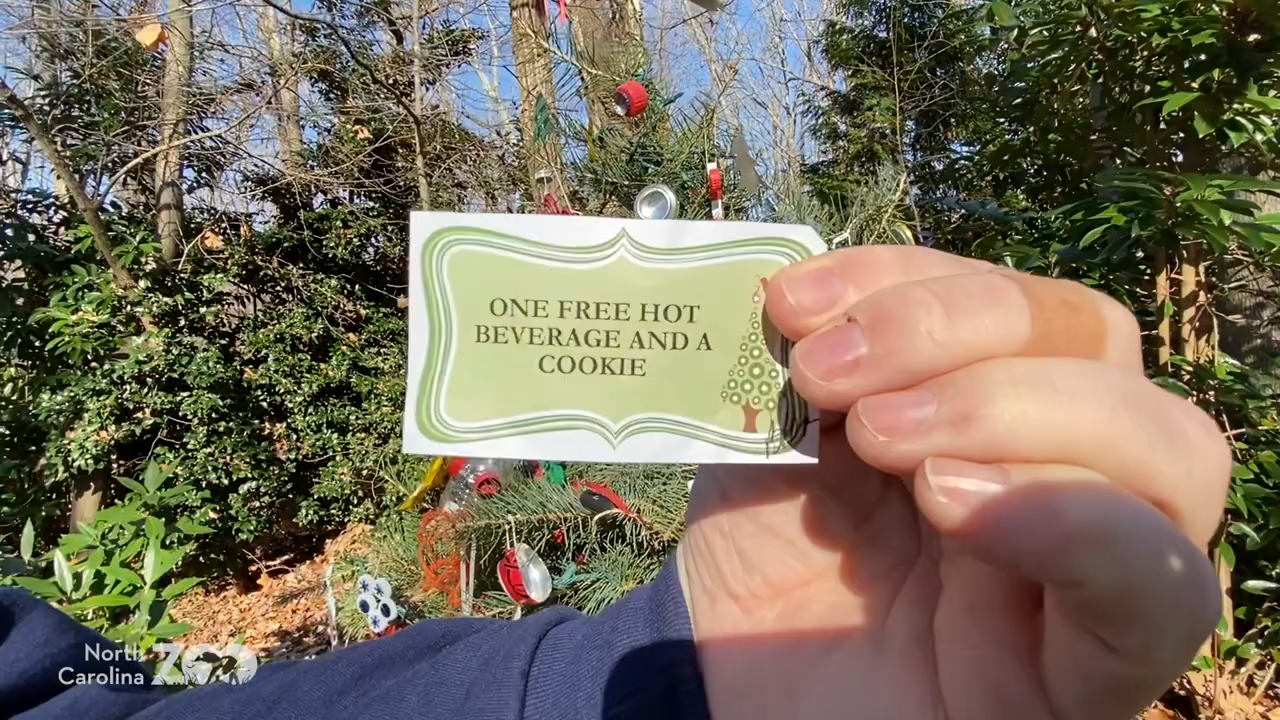 ONE FREE HOT
BEVERAGE AND A
COOKIE
North
Carolina ZOO